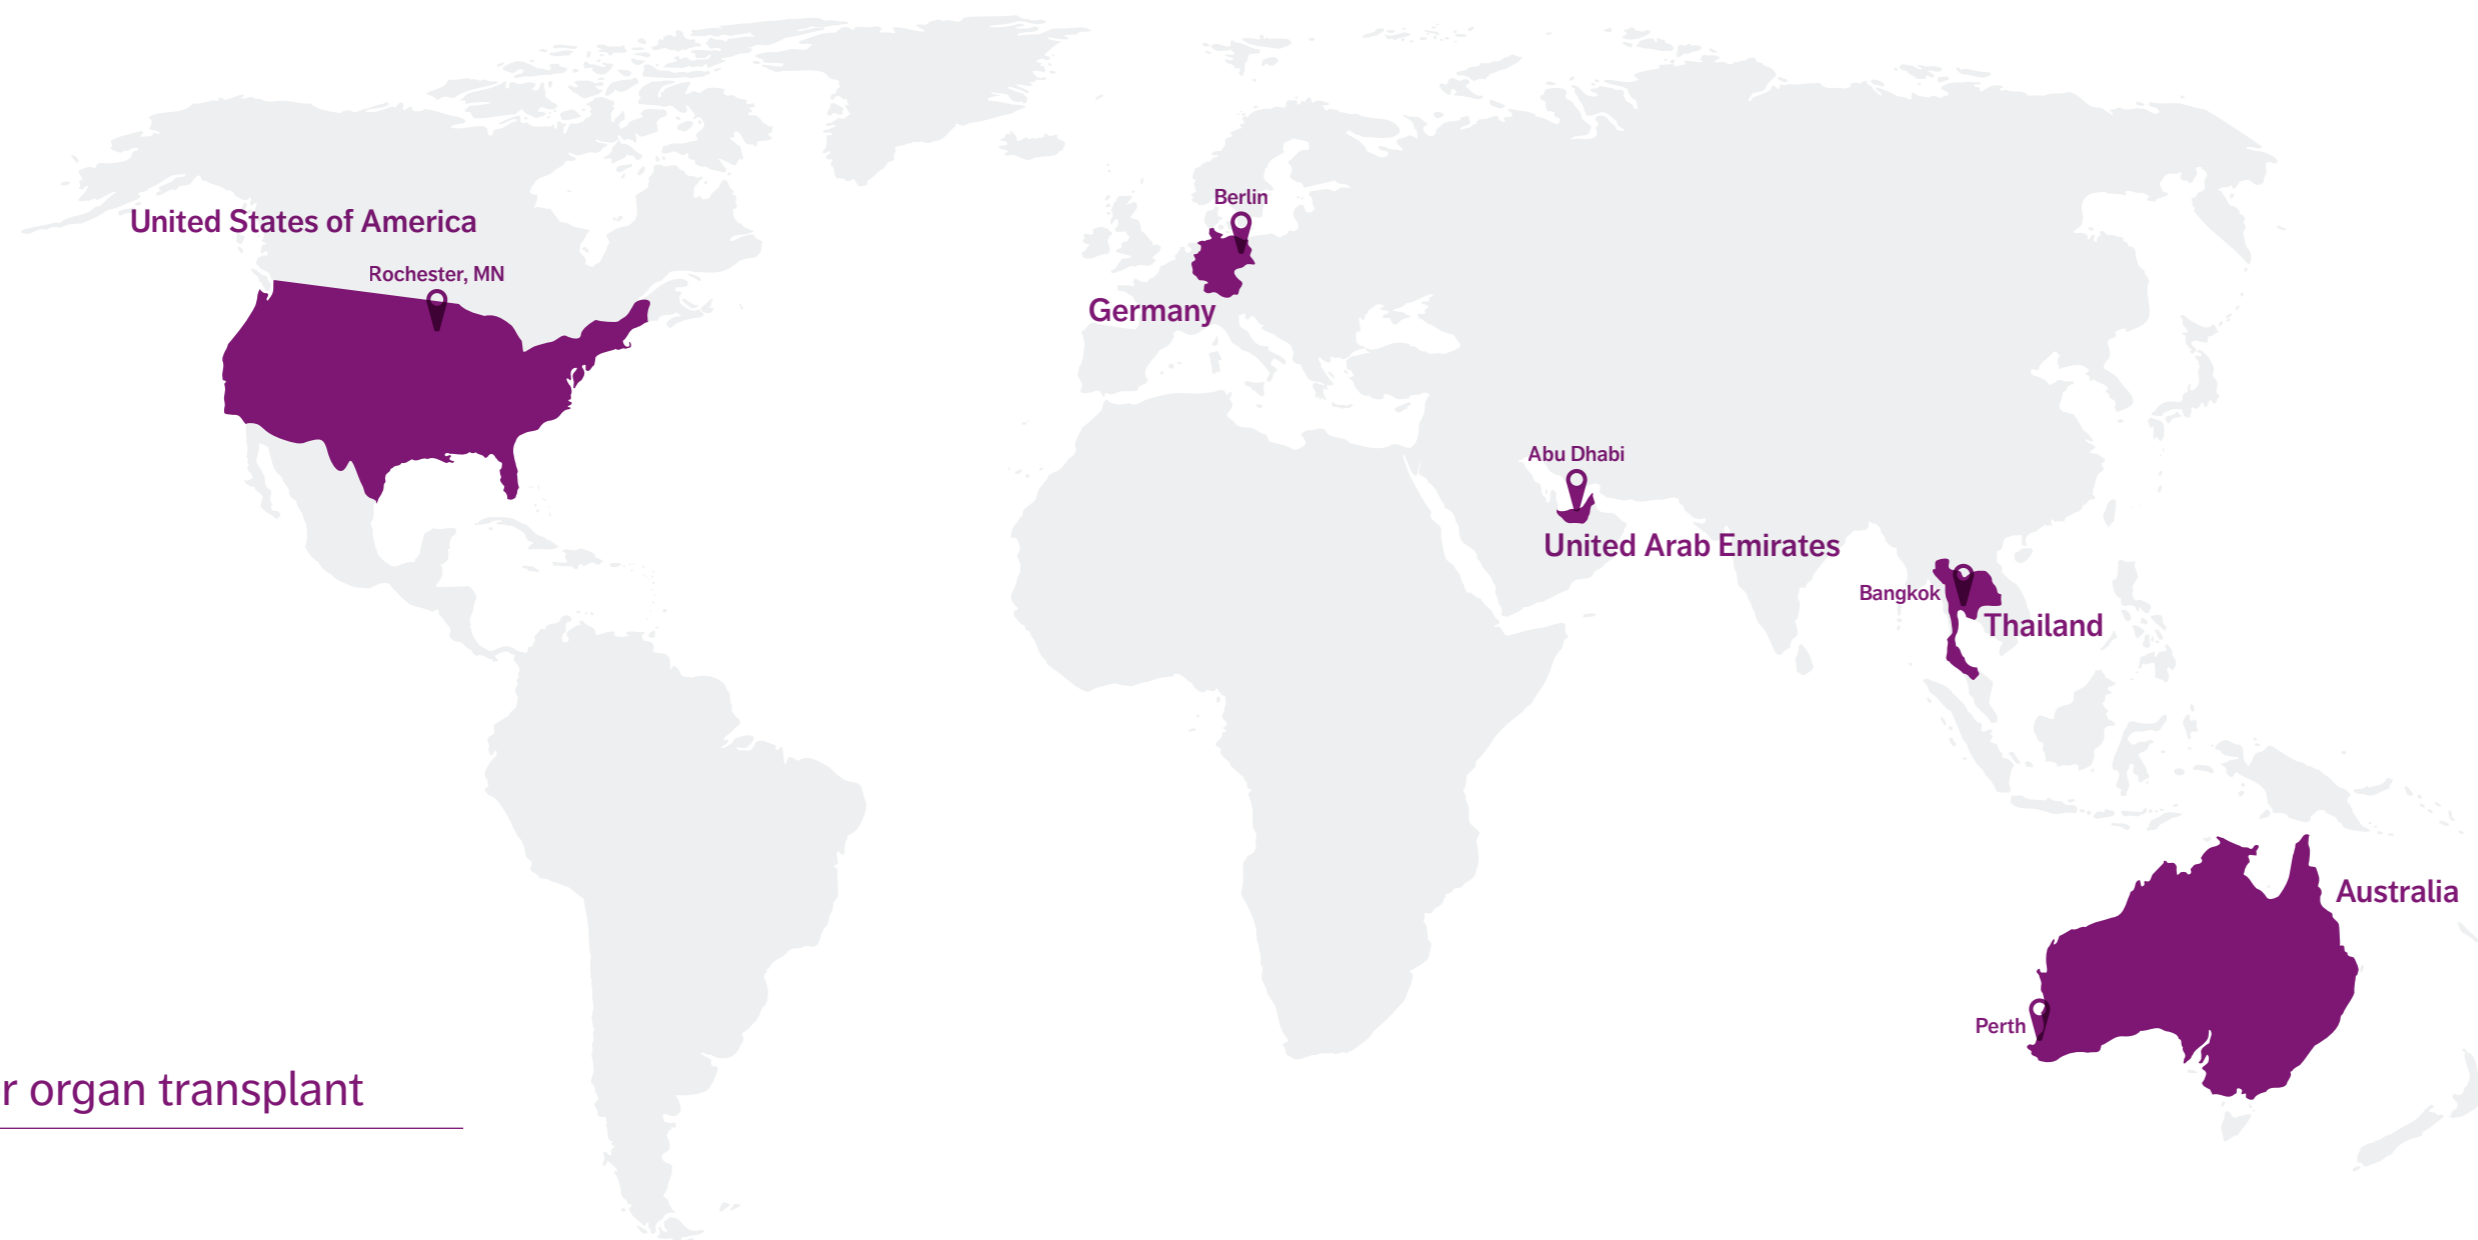 Berlin
United States of America
Rochester, MN
Germany
Abu Dhabi
United Arab Emirates
Bangkok
Thailand
Australia
Perth
r organ transplant